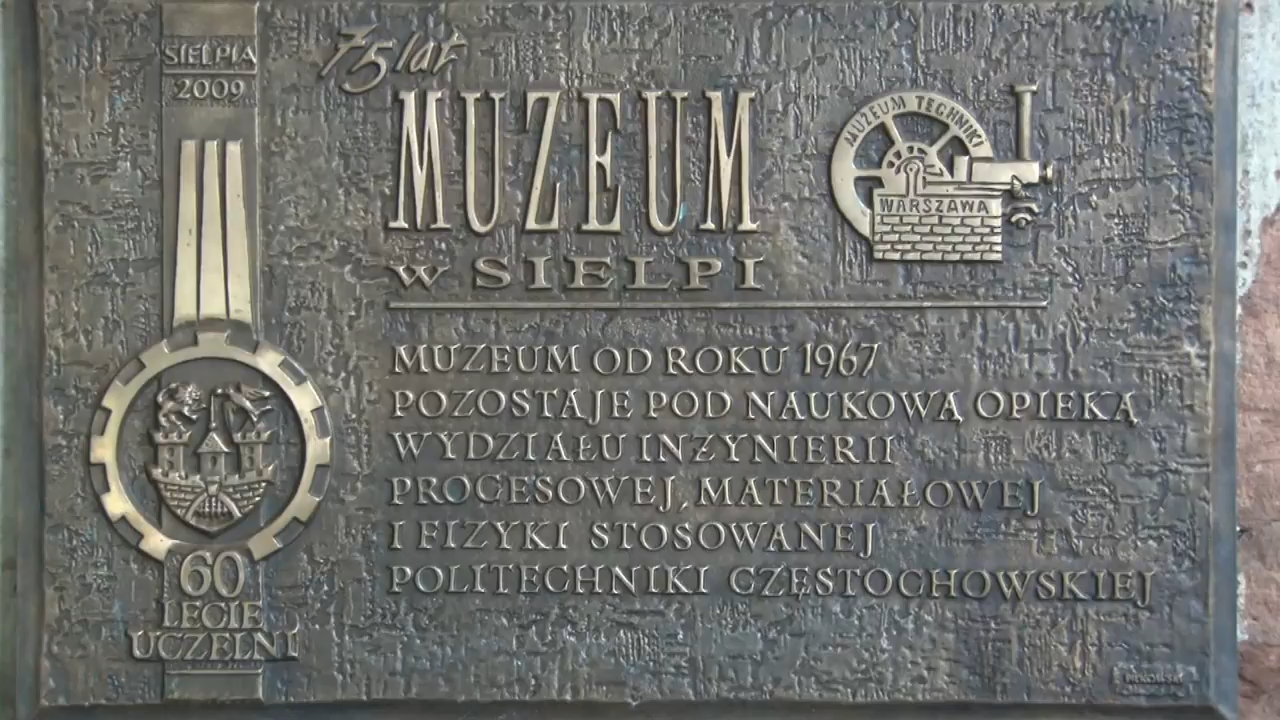 SIELPIA
2009
75 lat
MUZEUM
W SIELPI
MUZEUM TECHNIKI
WARSZAWA
MUZEUM OD ROKU 1967
POZOSTAJE POD NAUKOWĄ OPIEKĄ
WYDZIAŁU INŻYNIERII
PROCESOWEJ, MATERIAŁOWEJ
I FIZYKI STOSOWANEJ
POLITECHNIKI CZĘSTOCHOWSKIEJ
60
LECIE
UCZELNI